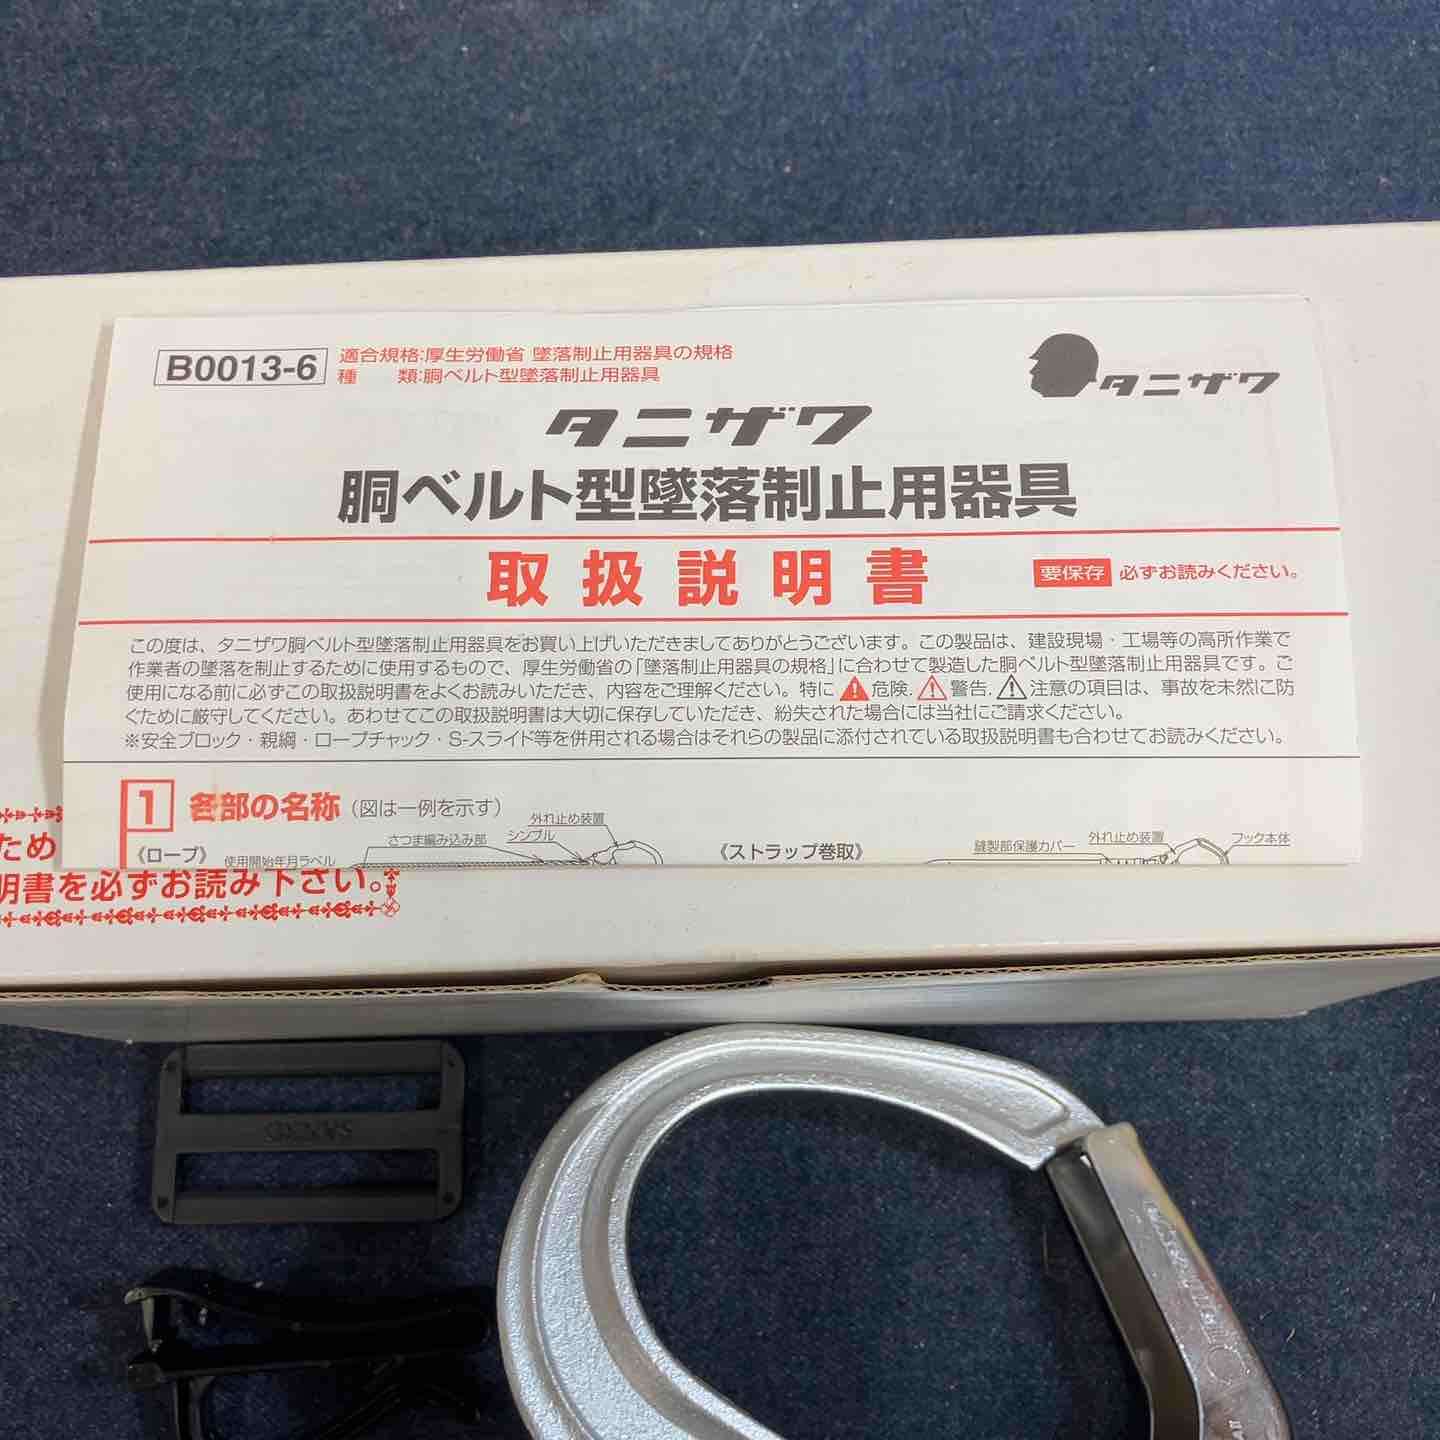 B0013-6
適合規格:厚生労働省 墜落制止用器具の規格
種 類:胴ベルト型墜落制止用器具
タニザワ
タニザワ
胴ベルト型墜落制止用器具
取扱説明書
要保存 必ずお読みください。
この度は、タニザワ胴ベルト型墜落制止用器具をお買い上げいただきましてありがとうございます。この製品は、建設現場・工場等の高所作業で
作業者の墜落を制止するために使用するもので、厚生労働省の「墜落制止用器具の規格」に合わせて製造した胴ベルト型墜落制止用器具です。ご
使用になる前に必ずこの取扱説明書をよくお読みいただき、内容をご理解ください。特に⚠危険.⚠警告.⚠注意の項目は、事故を未然に防
ぐために厳守してください。あわせてこの取扱説明書は大切に保存していただき、紛失された場合には当社にご請求ください。
※安全ブロック・親綱・ロープチャック・S-スライド等を併用される場合はそれらの製品に添付されている取扱説明書も合わせてお読みください。
1 各部の名称(図は一例を示す)
《ロープ》
使用開始年月ラベル
さつま編み込み部
シンブル
外れ止め装置
《ストラップ巻取》
縫製部保護カバー
外れ止め装置
フック本体
ため
明書を必ずお読み下さい。